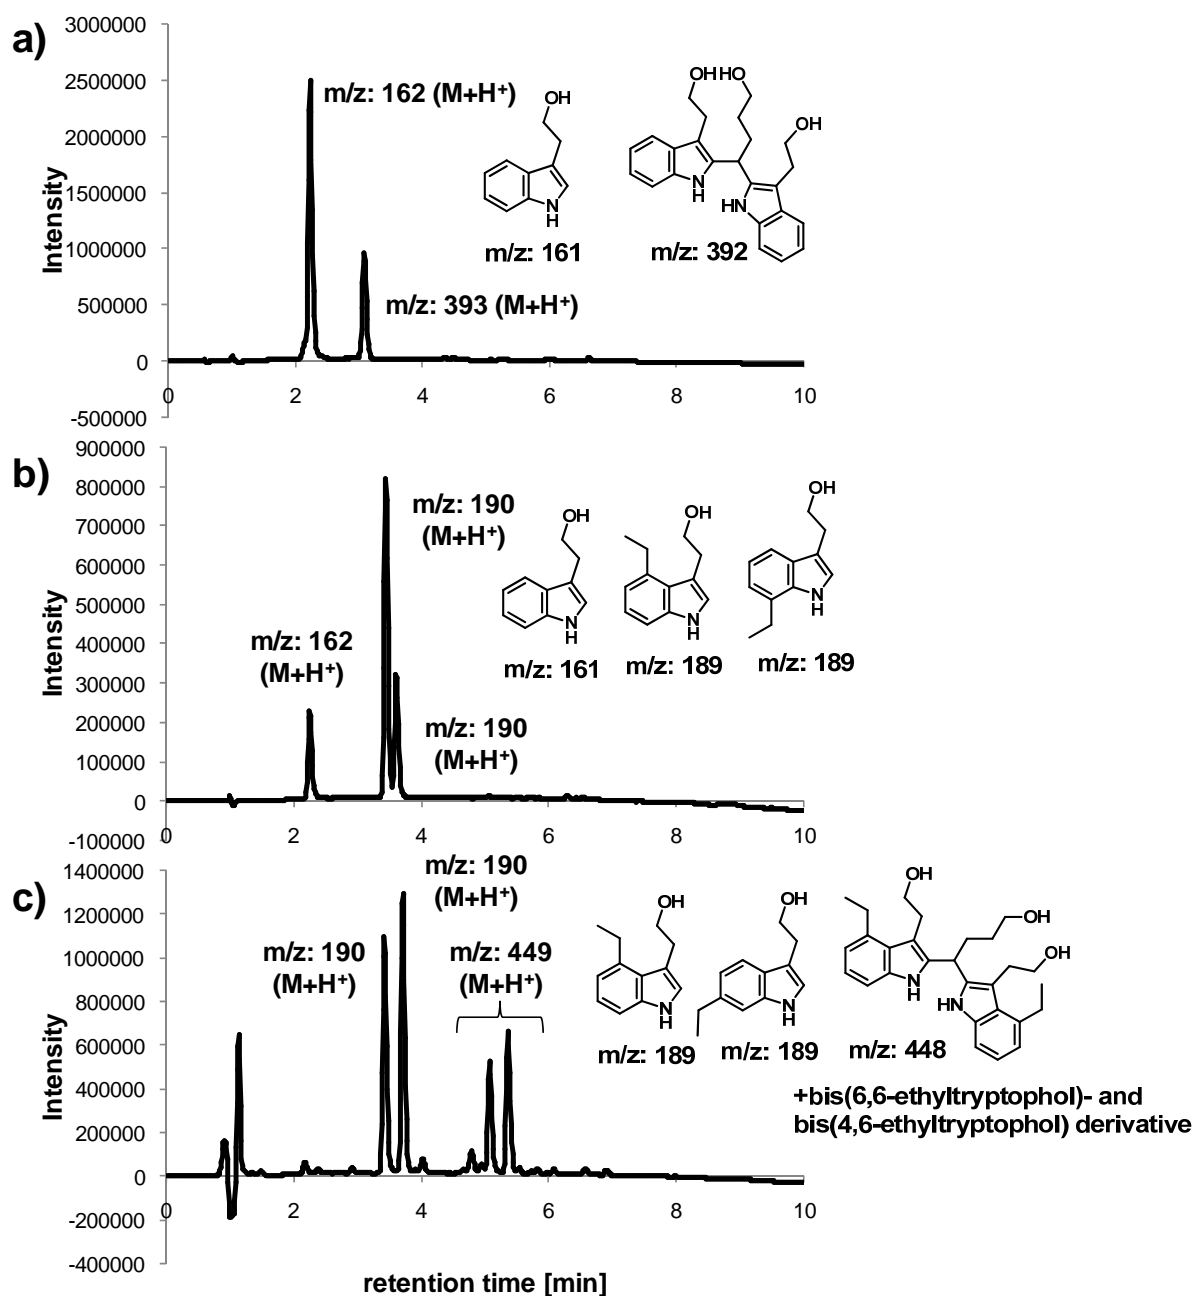 a)
3000000
2500000
2000000
1500000
1000000
500000
0
-500000
Intensity
0 2 4 6 8 10
m/z: 162 (M+H+)
m/z: 393 (M+H+)
OH
N
H
m/z: 161
OHHO
OH
N
H
HN
m/z: 392
b)
900000
800000
700000
600000
500000
400000
300000
200000
100000
0
-100000
Intensity
0 2 4 6 8 10
m/z: 162
(M+H+)
m/z: 190
(M+H+)
m/z: 190
(M+H+)
OH
N
H
m/z: 161
OH
N
H
m/z: 189
OH
N
H
m/z: 189
c)
1400000
1200000
1000000
800000
600000
400000
200000
0
-200000
-400000
Intensity
0 2 4 6 8 10
retention time [min]
m/z: 190
(M+H+)
m/z: 190
(M+H+)
m/z: 449
(M+H+)
OH
N
H
m/z: 189
OH
N
H
m/z: 189
OH
OH
OH
N
H
HN
m/z: 448
+bis(6,6-ethyltryptophol)- and
bis(4,6-ethyltryptophol) derivative